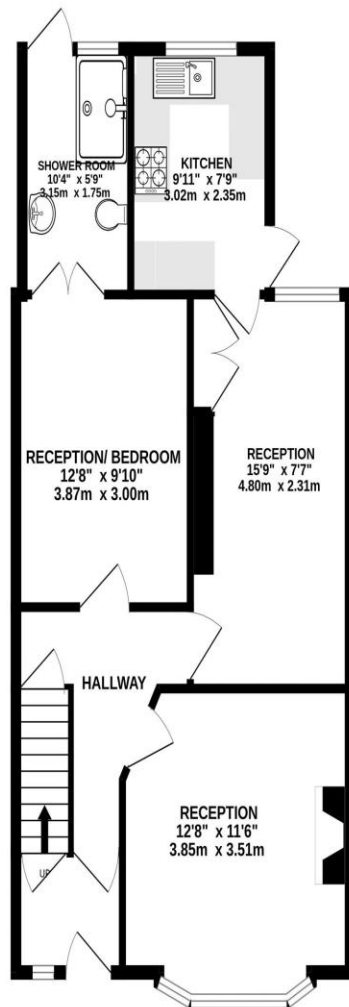 SHOWER ROOM
10'4" x 5'9"
3.15m x 1.75m
KITCHEN
9'11" x 7'9"
3.02m x 2.35m
RECEPTION/ BEDROOM
12'8" x 9'10"
3.87m x 3.00m
RECEPTION
15'9" x 7'7"
4.80m x 2.31m
HALLWAY
RECEPTION
12'8" x 11'6"
3.85m x 3.51m
UP